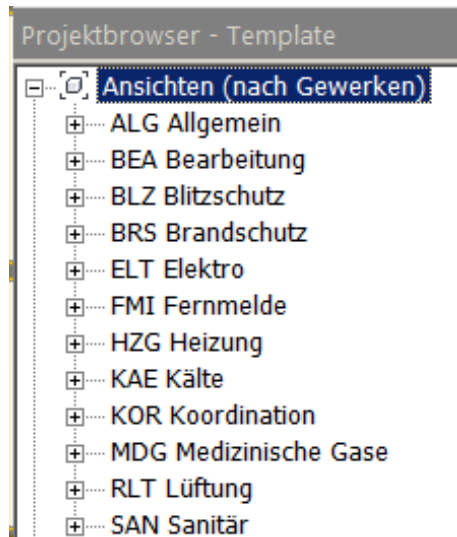 Projektbrowser - Template
Ansichten (nach Gewerken)
ALG Allgemein
BEA Bearbeitung
BLZ Blitzschutz
BRS Brandschutz
ELT Elektro
FMI Fernmelde
HZG Heizung
KAE Kälte
KOR Koordination
MDG Medizinische Gase
RLT Lüftung
SAN Sanitär